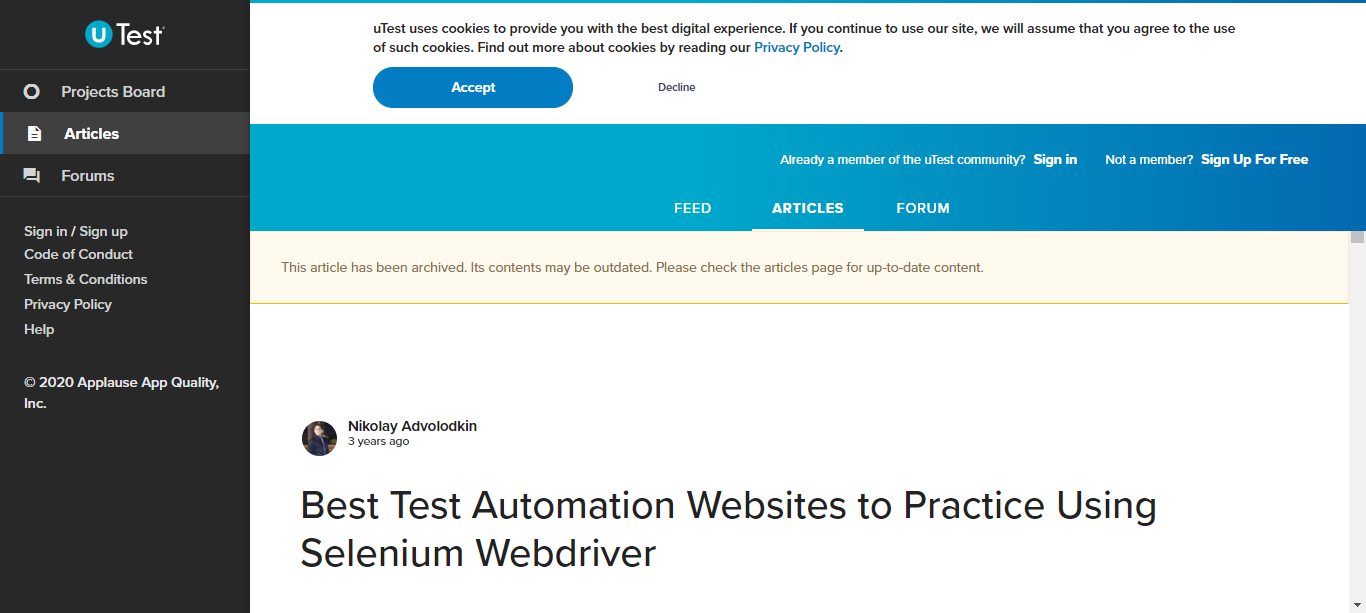 uTest
Projects Board
Articles
Forums
Sign in / Sign up
Code of Conduct
Terms & Conditions
Privacy Policy
Help
© 2020 Applause App Quality,
Inc.
uTest uses cookies to provide you with the best digital experience. If you continue to use our site, we will assume that you agree to the use
of such cookies. Find out more about cookies by reading our Privacy Policy.
Accept
Decline
Already a member of the uTest community? Sign in
Not a member? Sign Up For Free
FEED
ARTICLES
FORUM
This article has been archived. Its contents may be outdated. Please check the articles page for up-to-date content.
Nikolay Advolodkin
3 years ago
Best Test Automation Websites to Practice Using
Selenium Webdriver